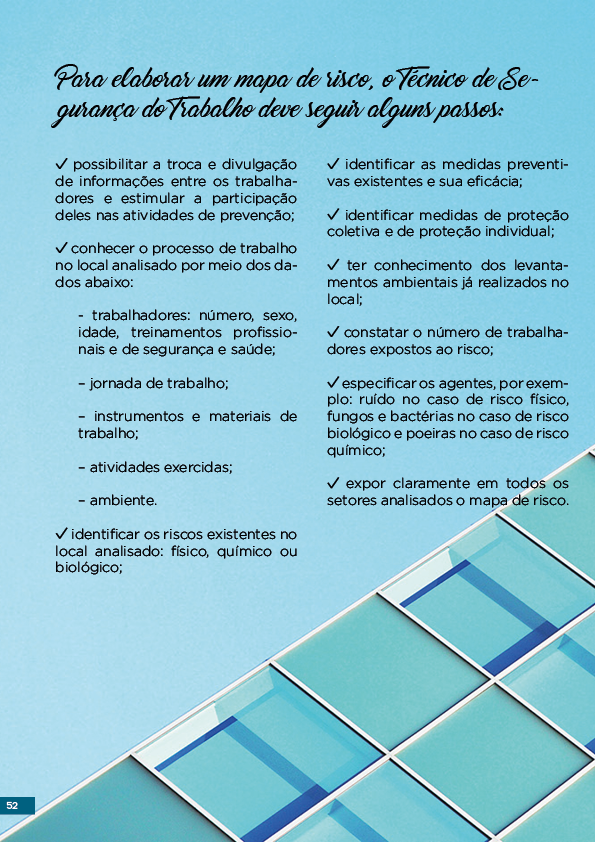 Para elaborar um mapa de risco, o Técnico de Se-
gurança do Trabalho deve seguir alguns passos:
✓ possibilitar a troca e divulgação
de informações entre os trabalha-
dores e estimular a participação
deles nas atividades de prevenção;
✓ conhecer o processo de trabalho
no local analisado por meio dos da-
dos abaixo:
- trabalhadores: número, sexo,
idade, treinamentos profissio-
nais e de segurança e saúde;
– jornada de trabalho;
– instrumentos e materiais de
trabalho;
– atividades exercidas;
– ambiente.
✓ identificar os riscos existentes no
local analisado: físico, químico ou
biológico;
✓ identificar as medidas preventi-
vas existentes e sua eficácia;
✓ identificar medidas de proteção
coletiva e de proteção individual;
✓ ter conhecimento dos levanta-
mentos ambientais já realizados no
local;
✓ constatar o número de trabalha-
dores expostos ao risco;
✓ especificar os agentes, por exem-
plo: ruído no caso de risco físico,
fungos e bactérias no caso de risco
biológico e poeiras no caso de risco
químico;
✓ expor claramente em todos os
setores analisados o mapa de risco.
52